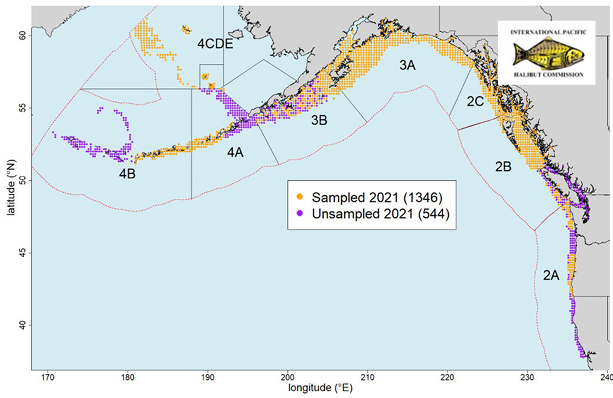 INTERNATIONAL PACIFIC
HALIBUT COMMISSION
4CDE
3A
2C
3B
4A
4B
2B
2A
Sampled 2021 (1346)
Unsampled 2021 (544)
latitude (°N)
60
55
50
45
40
170
180
190
200
210
220
230
240
longitude (°E)